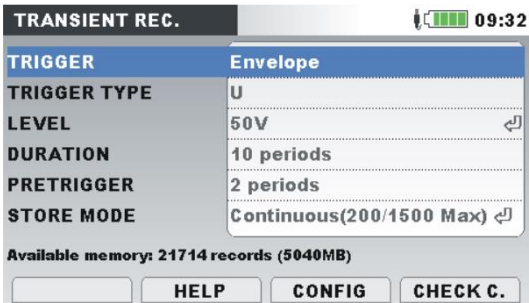 TRANSIENT REC. 09:32
TRIGGER Envelope
TRIGGER TYPE U
LEVEL 50V
DURATION 10 periods
PRETRIGGER 2 periods
STORE MODE Continuous(200/1500 Max)
Available memory: 21714 records (5040MB)
HELP CONFIG CHECK C.